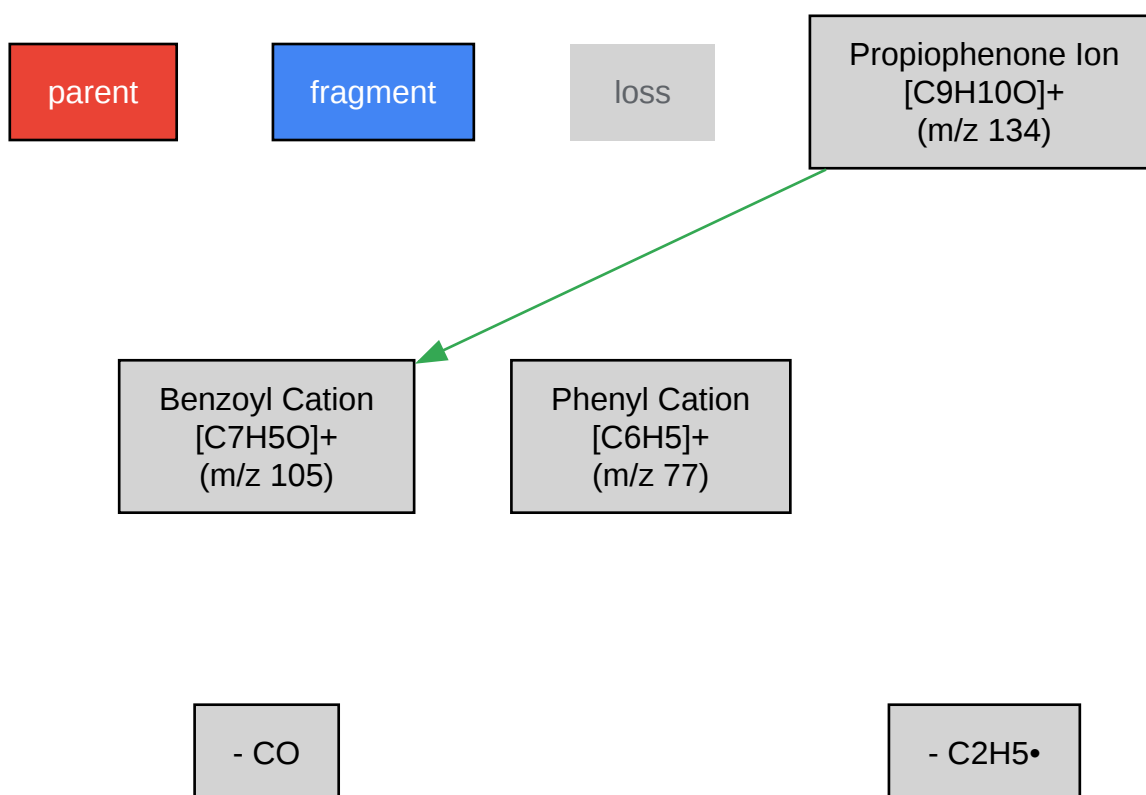 parent
fragment
loss
Propiophenone Ion
[C9H10O]+
(m/z 134)
Benzoyl Cation
[C7H5O]+
(m/z 105)
Phenyl Cation
[C6H5]+
(m/z 77)
- CO
- C2H5•